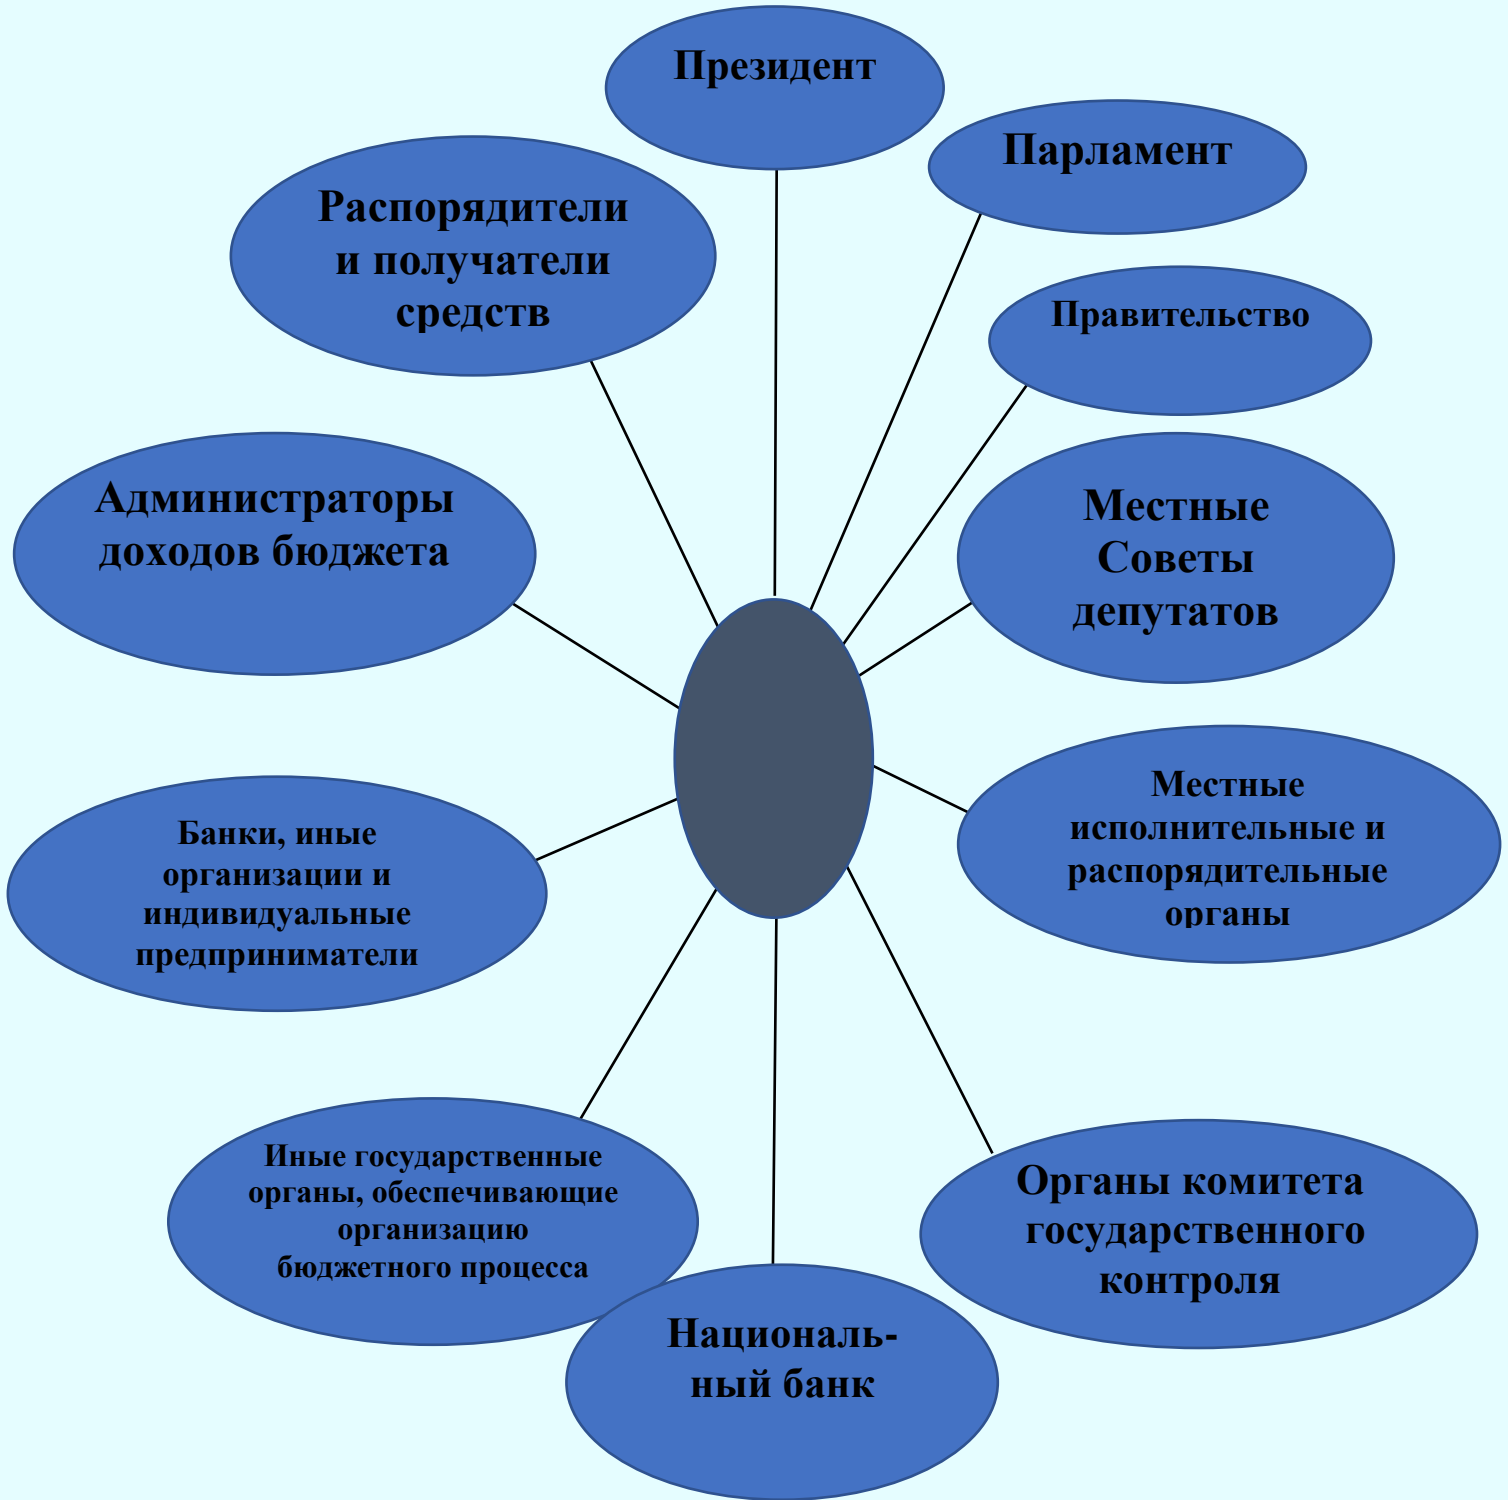 Президент
Парламент
Распорядители
и получатели
средств
Правительство
Администраторы
доходов бюджета
Местные
Советы
депутатов
Местные
исполнительные и
распорядительные
органы
Банки, иные
организации и
индивидуальные
предприниматели
Иные государственные
органы, обеспечивающие
организацию
бюджетного процесса
Органы комитета
государственного
контроля
Националь-
ный банк